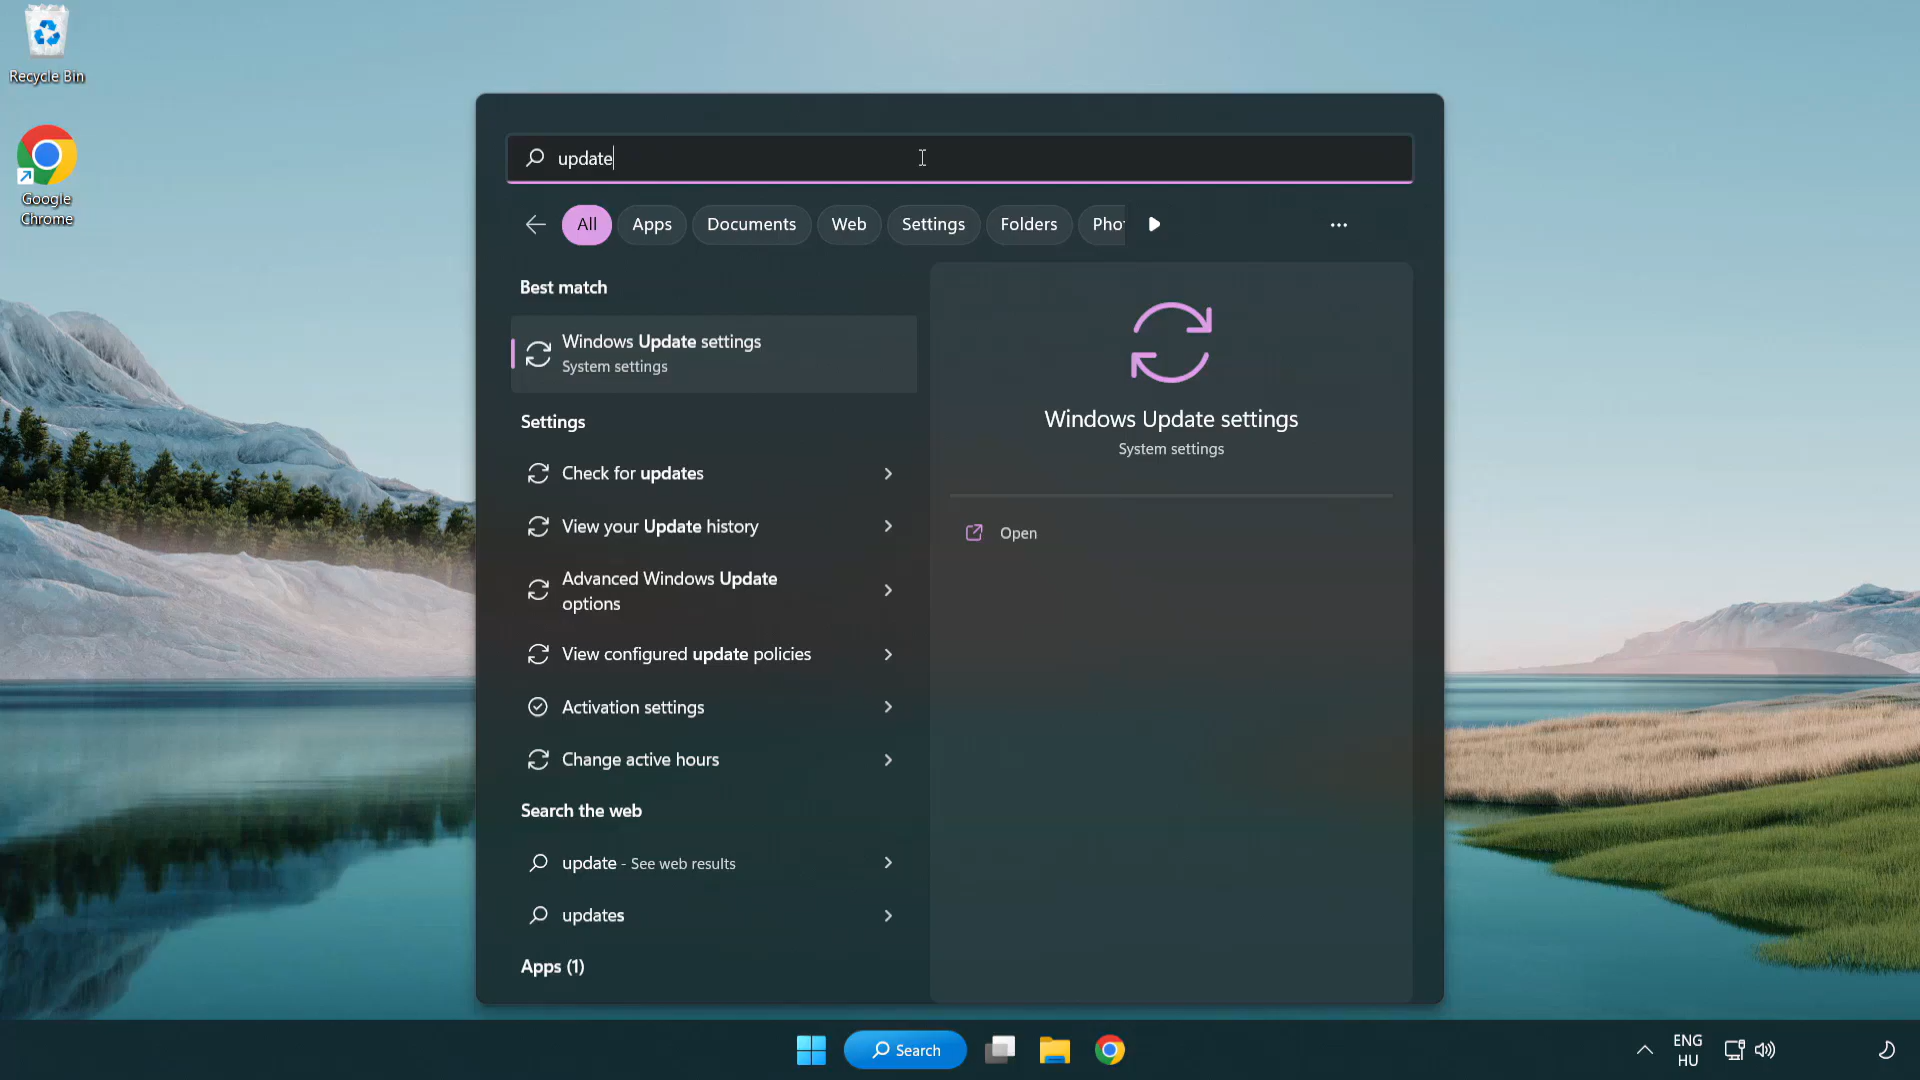 Recycle Bin
Google
Chrome
update
All
Apps
Documents
Web
Settings
Folders
Pho
Best match
Windows Update settings
System settings
Settings
Check for updates
View your Update history
Advanced Windows Update
options
View configured update policies
Activation settings
Change active hours
Search the web
update - See web results
updates
Apps (1)
Windows Update settings
System settings
Open
Search
ENG
HU